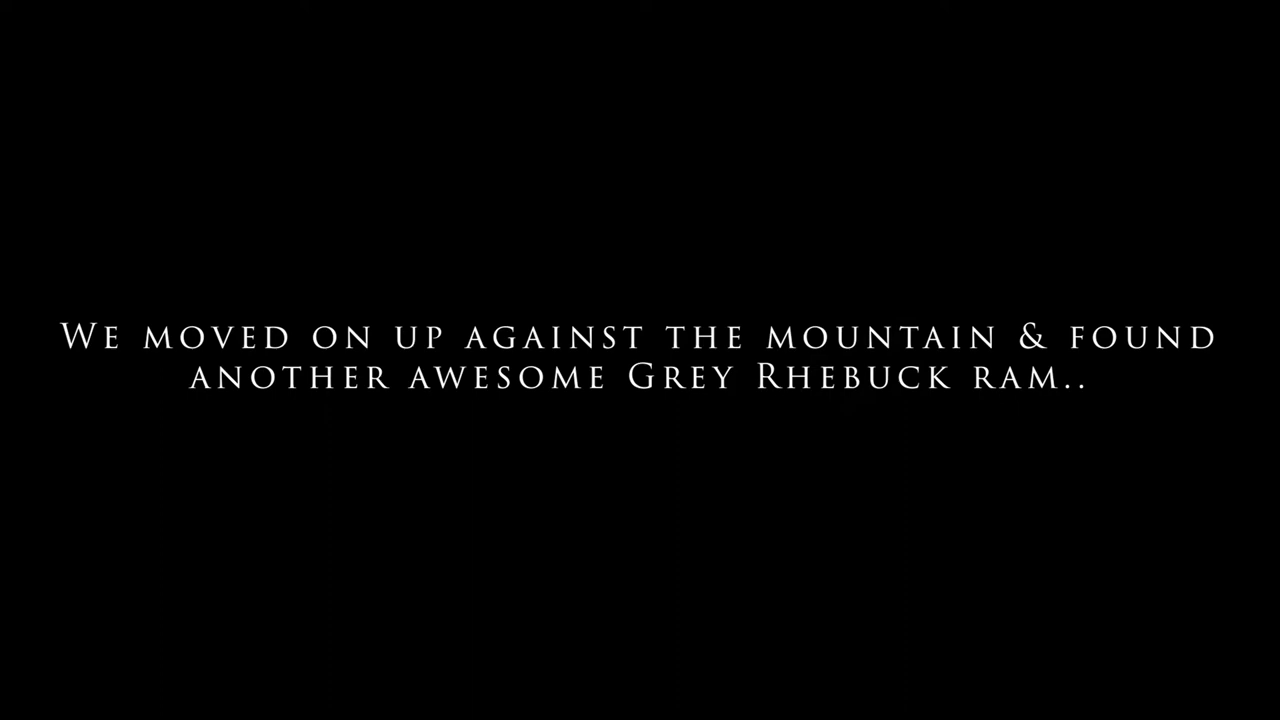 We moved on up against the mountain & found
another awesome Grey Rhebuck ram..